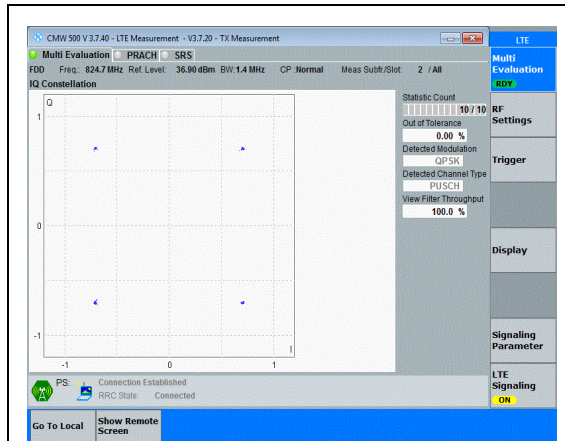 CMW 500 V 3.7.40 - LTE Measurement - V3.7.20 - TX Measurement
LTE
Multi Evaluation PRACH SRS
Multi
Evaluation
RDY
FDD Freq.: 824.7 MHz Ref. Level: 36.90 dBm BW: 1.4 MHz CP :Normal Meas Subfr./Slot: 2 / All
IQ Constellation
Q
1
0
-1
-1 0 1
I
Statistic Count
10 / 10
Out of Tolerance
0.00 %
Detected Modulation
QPSK
Detected Channel Type
PUSCH
View Filter Throughput
100.0 %
RF
Settings
Trigger
Display
Signaling
Parameter
LTE
Signaling
ON
PS: Connection Established
RRC State: Connected
Go To Local
Show Remote
Screen